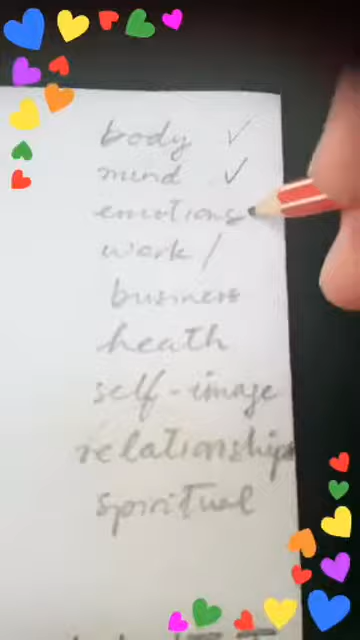 body ✓
mind ✓
emotions
work /
business
heath
self-image
relationships
spiritual